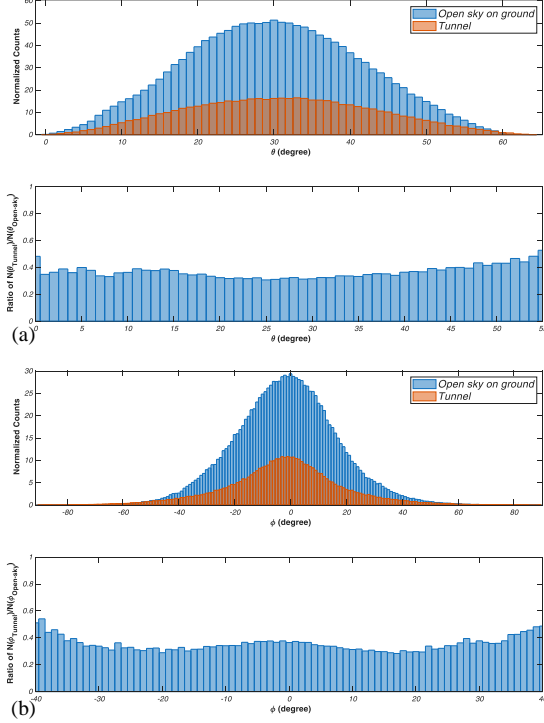 60
50
40
30
20
10
0
Normalized Counts
Open sky on ground
Tunnel
0 10 20 30 40 50 60
θ (degree)
1
0.8
0.6
0.4
0.2
0
Ratio of N(θTunnel)/N(θOpen-sky)
0 5 10 15 20 25 30 35 40 45 50 55
θ (degree)
(a)
30
25
20
15
10
5
0
Normalized Counts
Open sky on ground
Tunnel
-80 -60 -40 -20 0 20 40 60 80
ϕ (degree)
1
0.8
0.6
0.4
0.2
0
Ratio of N(ϕTunnel)/N(ϕOpen-sky)
-40 -30 -20 -10 0 10 20 30 40
ϕ (degree)
(b)